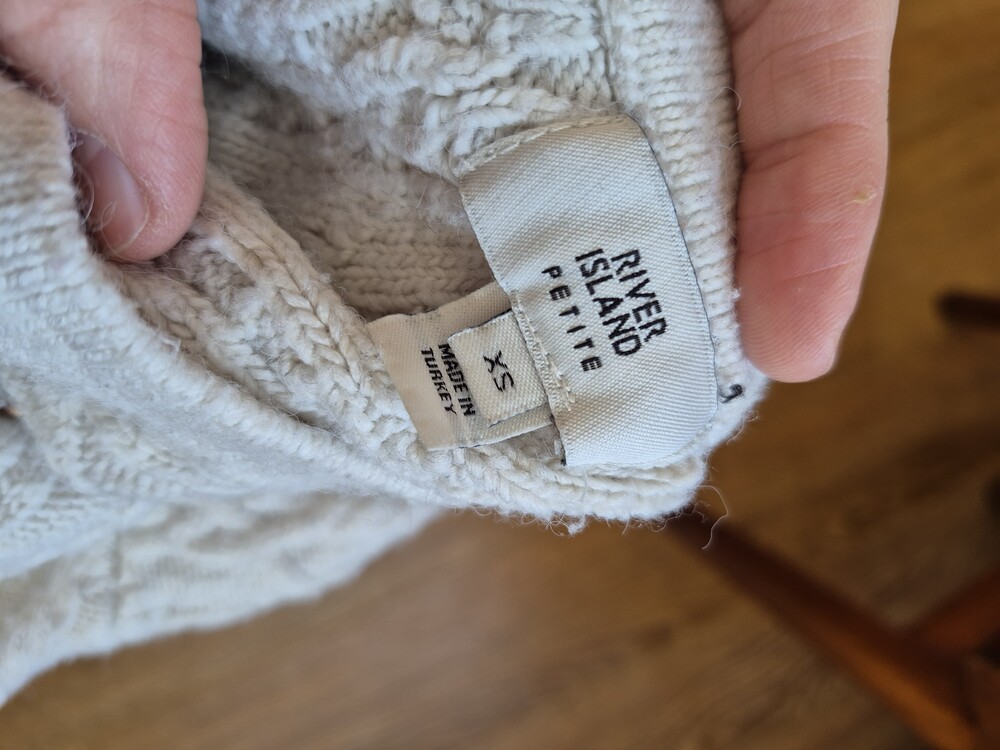 RIVER
ISLAND
PETITE
XS
MADE IN
TURKEY